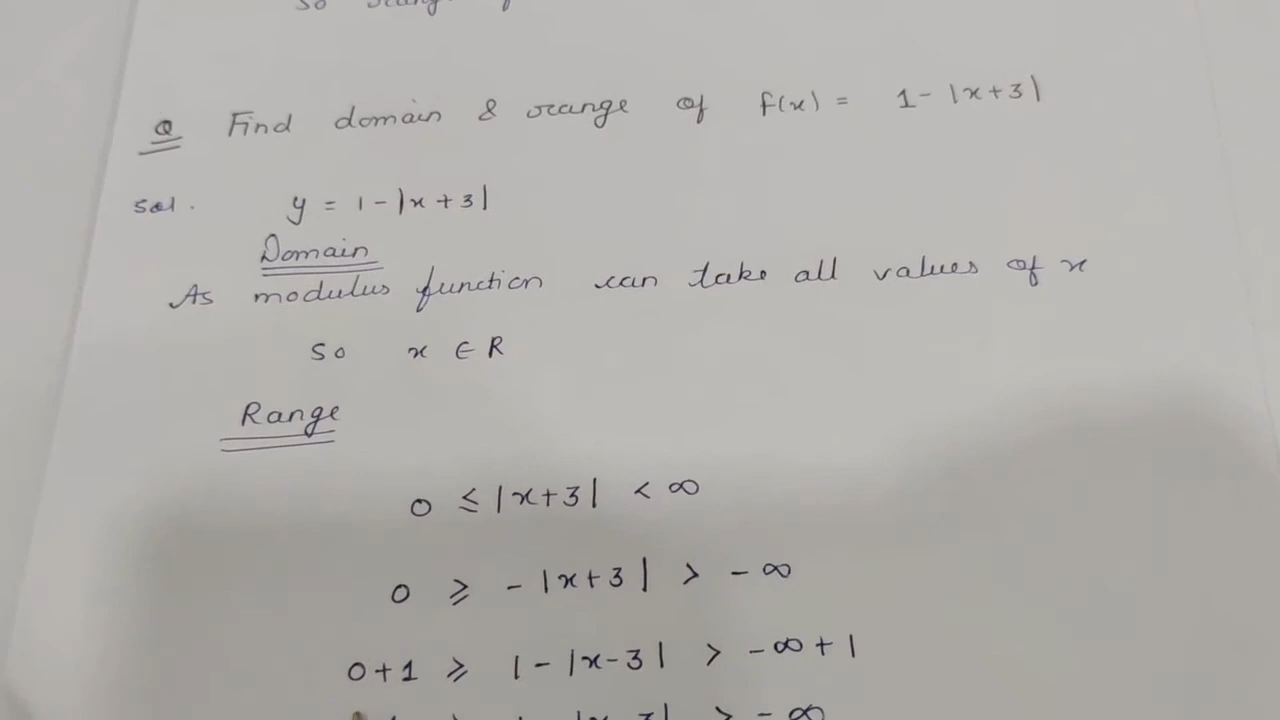 so
Q Find domain & range of f(x) = 1 - |x+3|
Sol. y = 1 - |x + 3|
Domain
As modulus function can take all values of x
So x ∈ R
Range
0 ≤ |x+3| < ∞
0 ≥ - |x+3| > - ∞
0+1 ≥ 1 - |x-3| > - ∞ + 1
> - ∞